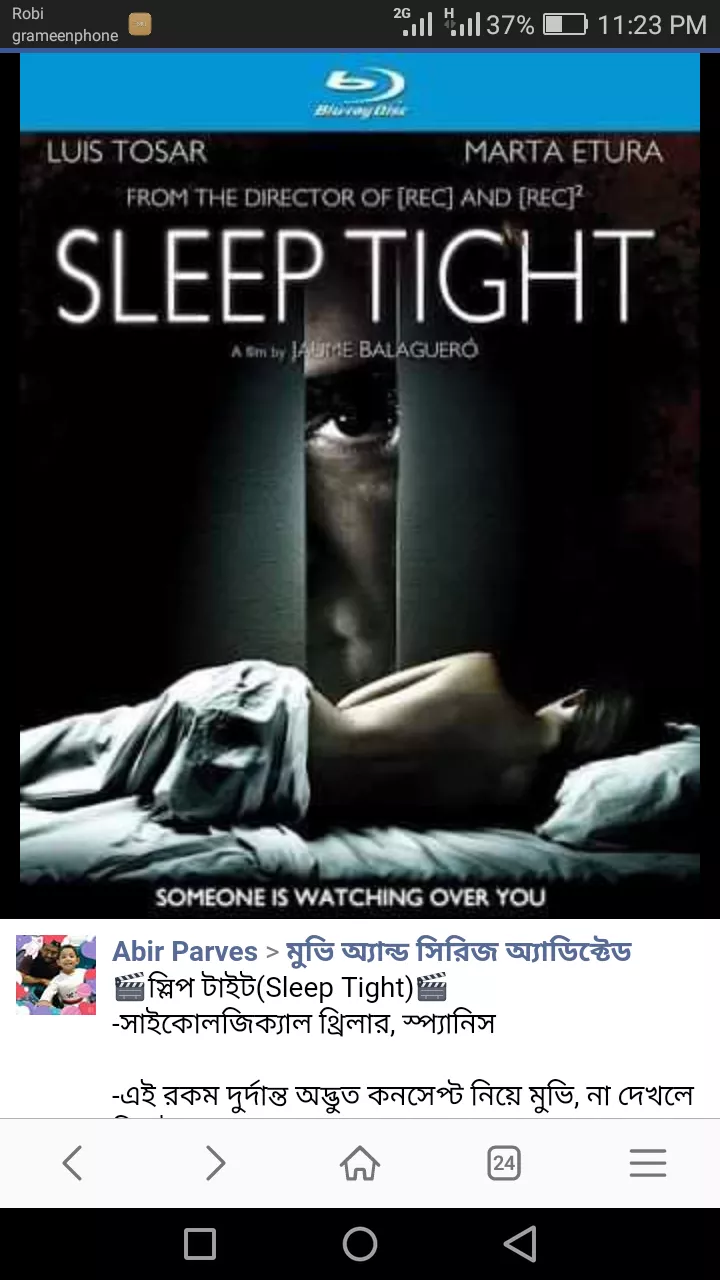 Robi
grameenphone
2G
H
37%
11:23 PM
Blu-ray Disc
LUIS TOSAR
MARTA ETURA
FROM THE DIRECTOR OF [REC] AND [REC]²
SLEEP TIGHT
A film by JAUME BALAGUERÓ
SOMEONE IS WATCHING OVER YOU
Abir Parves > মুভি অ্যান্ড সিরিজ অ্যাডিক্টেড
🎬স্লিপ টাইট(Sleep Tight)🎬
-সাইকোলজিক্যাল থ্রিলার, স্প্যানিস
-এই রকম দুর্দান্ত অদ্ভুত কনসেপ্ট নিয়ে মুভি, না দেখলে
24